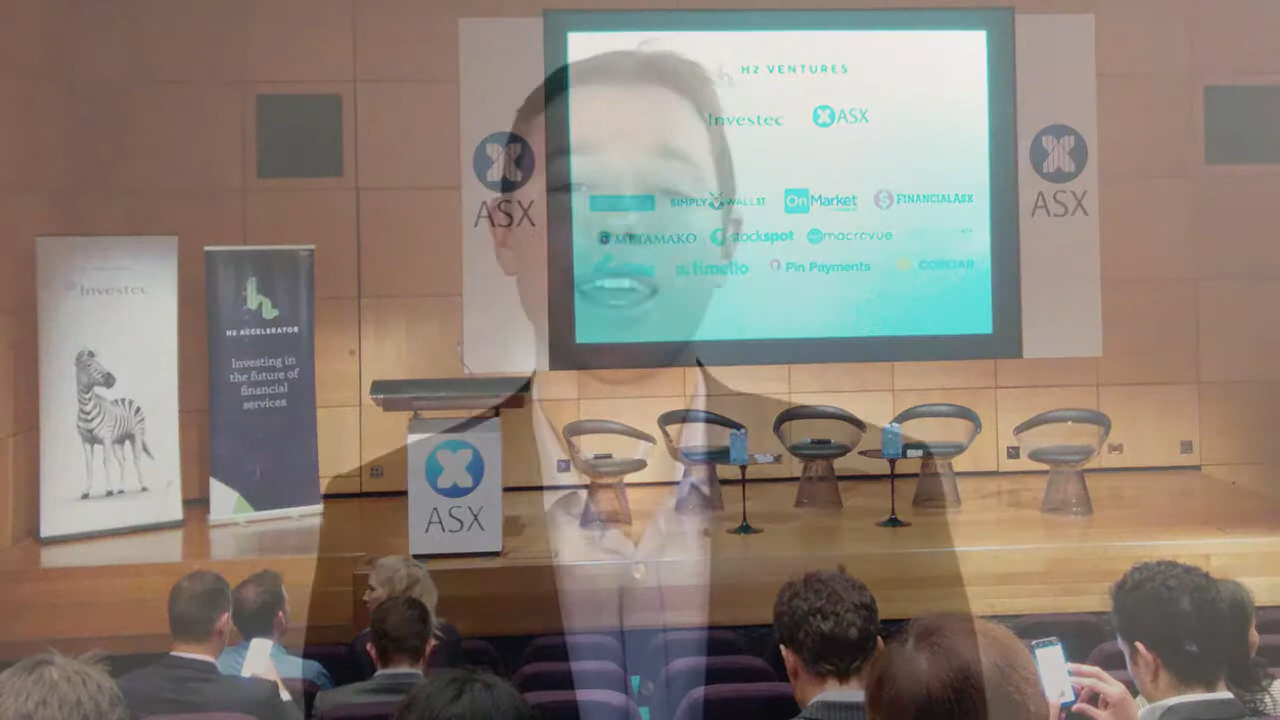 H2 VENTURES
Investec
ASX
SIMPLY WALL ST
OnMarket
FINANCIALASX
METAMAKO
stockspot
macrovue
timelio
Pin Payments
COINJAR
ASX
ASX
Investec
H2 ACCELERATOR
Investing in
the future of
financial
services
ASX